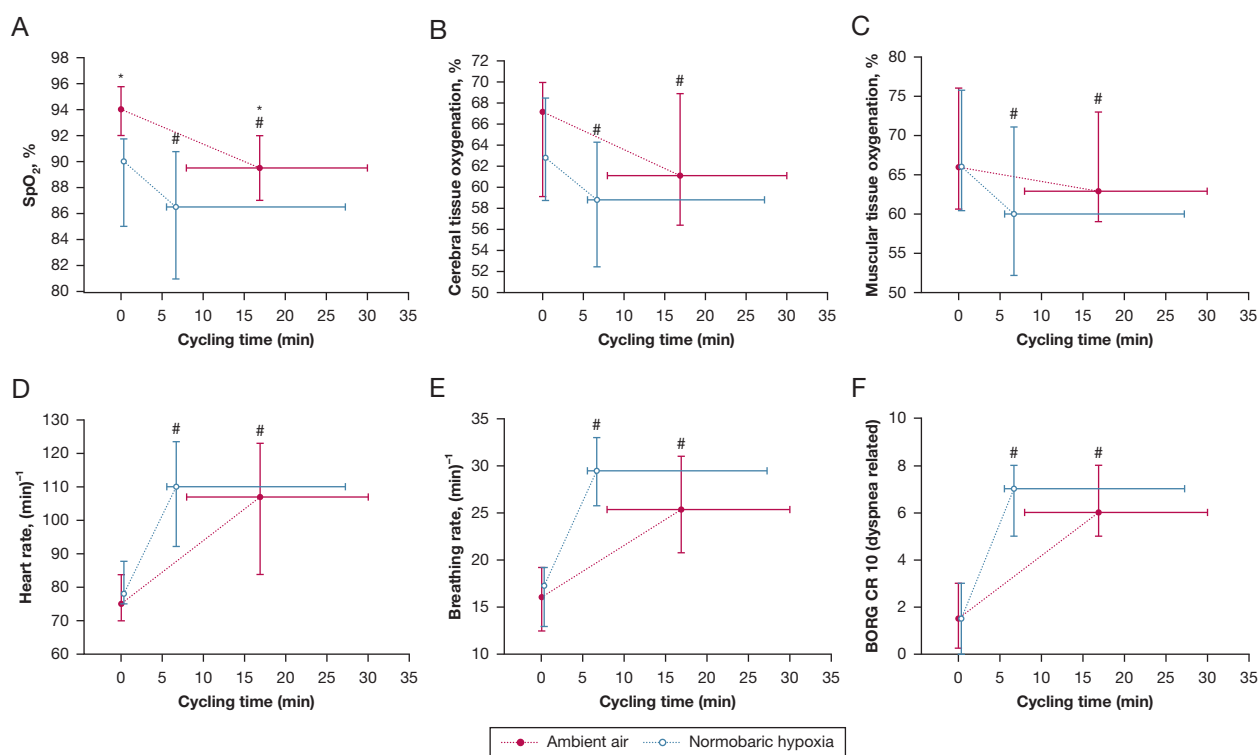 A
SpO2, %
98
96
94
92
90
88
86
84
82
80
*
#
*
#
0 5 10 15 20 25 30 35
Cycling time (min)
B
Cerebral tissue oxygenation, %
72
70
68
66
64
62
60
58
56
54
52
50
#
#
0 5 10 15 20 25 30 35
Cycling time (min)
C
Muscular tissue oxygenation, %
80
75
70
65
60
55
50
#
#
0 5 10 15 20 25 30 35
Cycling time (min)
D
Heart rate, (min)⁻¹
130
120
110
100
90
80
70
60
#
#
0 5 10 15 20 25 30 35
Cycling time (min)
E
Breathing rate, (min)⁻¹
35
30
25
20
15
10
#
#
0 5 10 15 20 25 30 35
Cycling time (min)
F
BORG CR 10 (dyspnea related)
10
8
6
4
2
0
#
#
0 5 10 15 20 25 30 35
Cycling time (min)
Ambient air Normobaric hypoxia